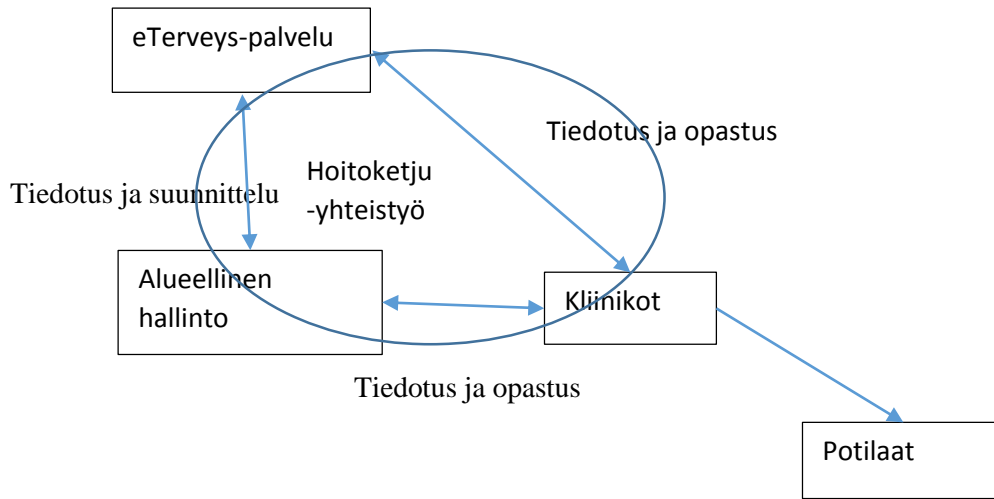 eTerveys-palvelu
Tiedotus ja opastus
Hoitoketju
-yhteistyö
Tiedotus ja suunnittelu
Alueellinen
hallinto
Kliinikot
Tiedotus ja opastus
Potilaat